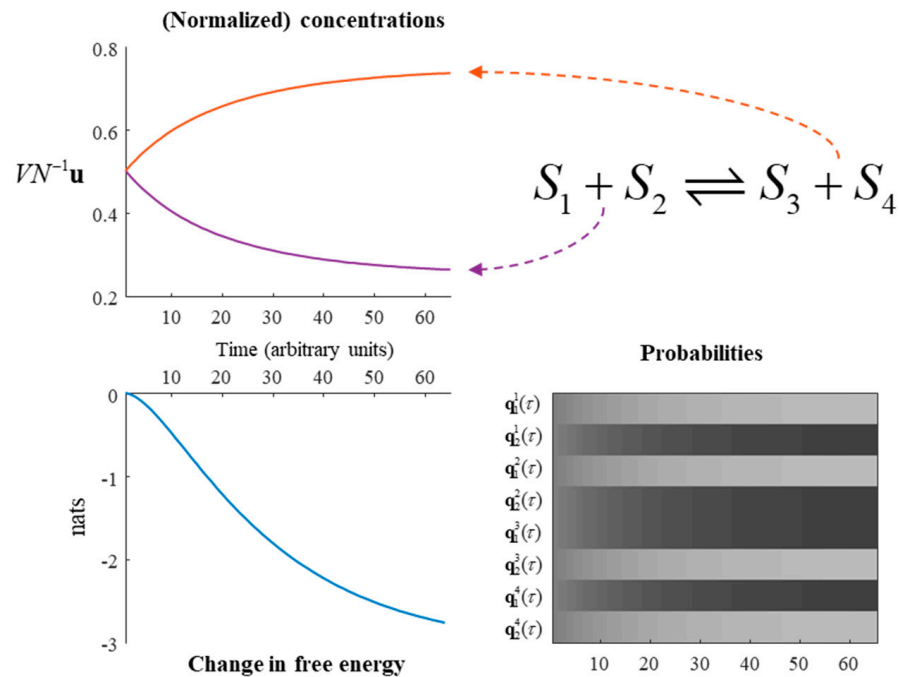 (Normalized) concentrations
0.8
0.6
0.4
0.2
VN⁻¹u
10 20 30 40 50 60
Time (arbitrary units)
S₁ + S₂ ⇌ S₃ + S₄
10 20 30 40 50 60
0
-1
-2
-3
nats
Change in free energy
Probabilities
q¹₁(τ)
q¹₂(τ)
q²₁(τ)
q²₂(τ)
q³₁(τ)
q³₂(τ)
q⁴₁(τ)
q⁴₂(τ)
10 20 30 40 50 60